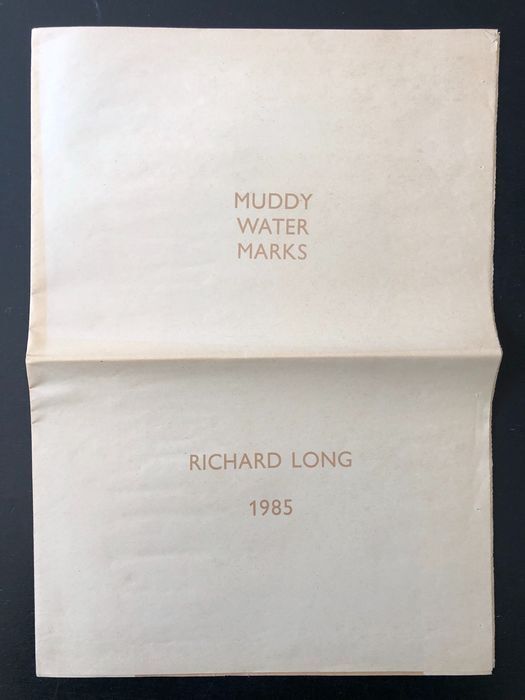 MUDDY
WATER
MARKS
RICHARD LONG
1985